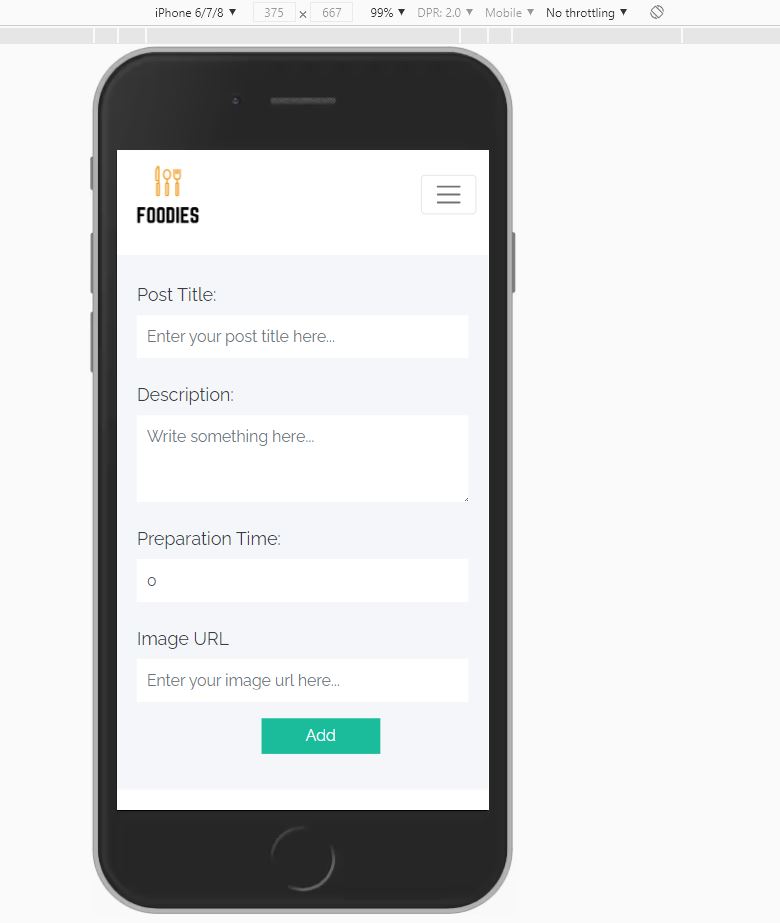 iPhone 6/7/8 ▼ 375 × 667 99% ▼ DPR: 2.0 ▼ Mobile ▼ No throttling ▼
FOODIES
Post Title:
Enter your post title here...
Description:
Write something here...
Preparation Time:
0
Image URL
Enter your image url here...
Add